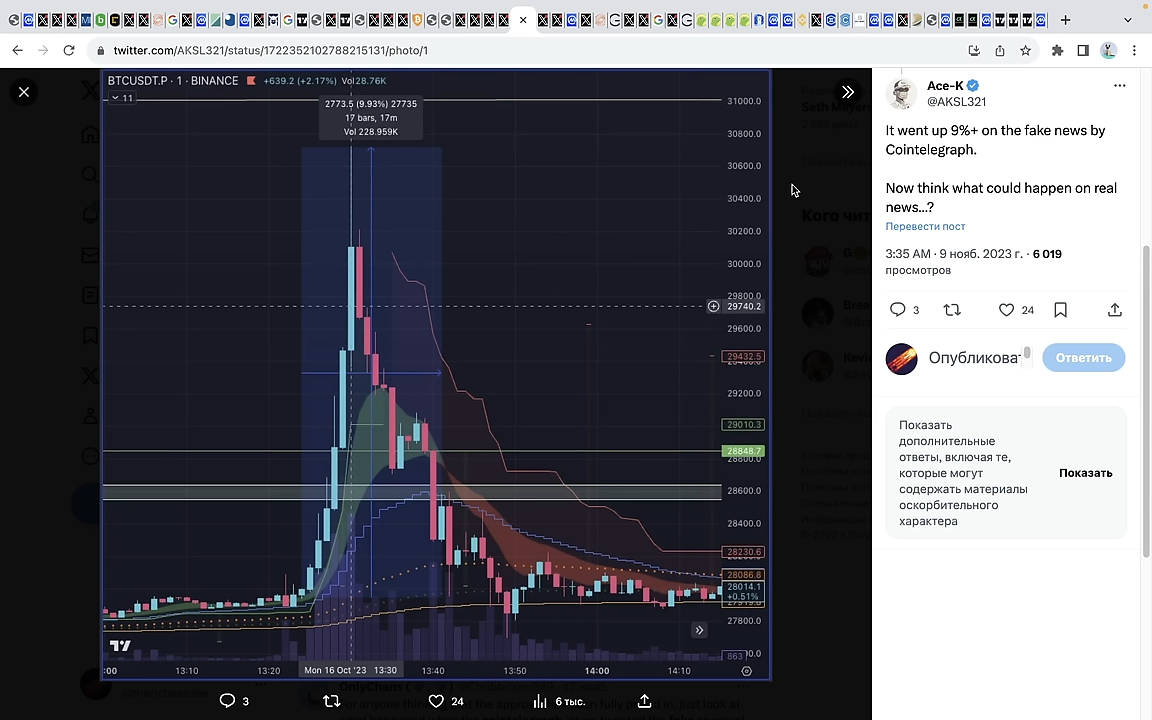 twitter.com/AKSL321/status/1722352102788215131/photo/1
BTCUSDT.P · 1 · BINANCE +639.2 (+2.17%) Vol28.76K
11
2773.5 (9.93%) 27735
17 bars, 17m
Vol 228.959K
31000.0
30800.0
30600.0
30400.0
30200.0
30000.0
29800.0
29740.2
29600.0
29432.5
29200.0
29010.3
28848.7
28800.0
28600.0
28400.0
28230.6
28086.8
28014.1
+0.51%
27800.0
863
:00
13:10
13:20
Mon 16 Oct '23 13:30
13:40
13:50
14:00
14:10
3
24
6 тыс.
Ace-K
@AKSL321
It went up 9%+ on the fake news by
Cointelegraph.
Now think what could happen on real
news...?
Перевести пост
3:35 AM · 9 нояб. 2023 г. · 6 019
просмотров
3
24
Опубликоват
Ответить
Показать
дополнительные
ответы, включая те,
которые могут
содержать материалы
оскорбительного
характера
Показать